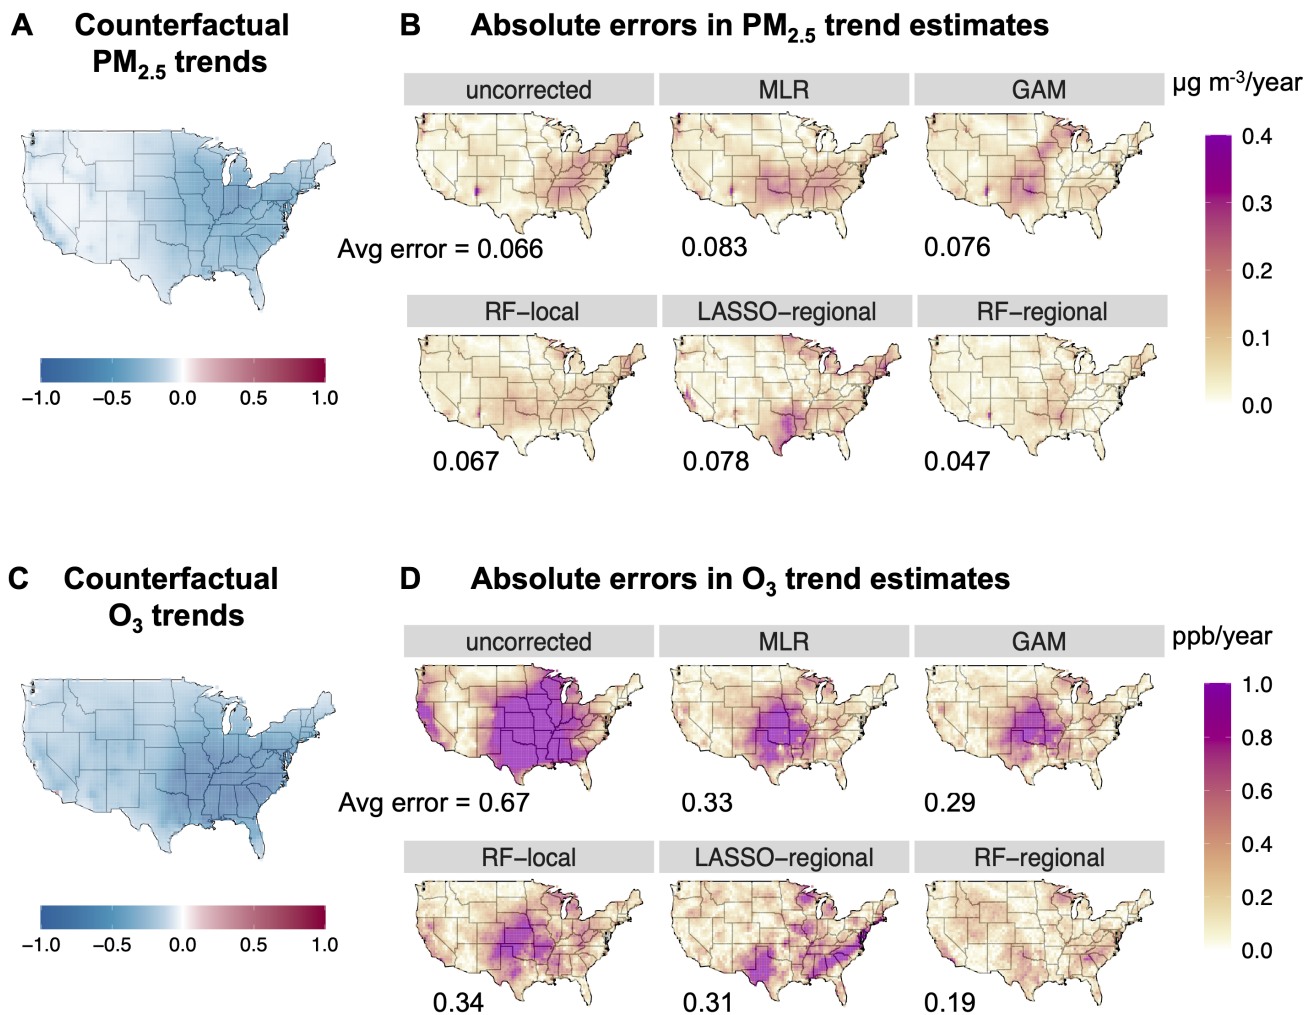 A Counterfactual PM2.5 trends
−1.0 −0.5 0.0 0.5 1.0
B Absolute errors in PM2.5 trend estimates
uncorrected MLR GAM
µg m-3/year
0.4
0.3
0.2
0.1
0.0
Avg error = 0.066 0.083 0.076
RF−local LASSO−regional RF−regional
0.067 0.078 0.047
C Counterfactual O3 trends
−1.0 −0.5 0.0 0.5 1.0
D Absolute errors in O3 trend estimates
uncorrected MLR GAM
ppb/year
1.0
0.8
0.6
0.4
0.2
0.0
Avg error = 0.67 0.33 0.29
RF−local LASSO−regional RF−regional
0.34 0.31 0.19